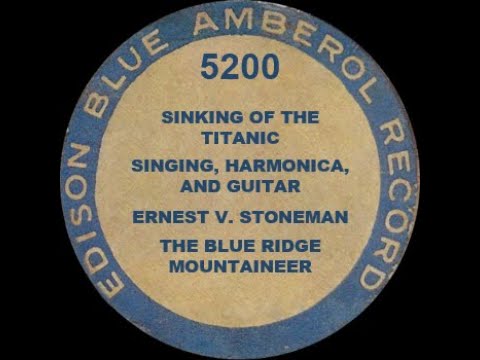 EDISON BLUE AMBEROL RECORD
5200
SINKING OF THE
TITANIC
SINGING, HARMONICA,
AND GUITAR
ERNEST V. STONEMAN
THE BLUE RIDGE
MOUNTAINEER